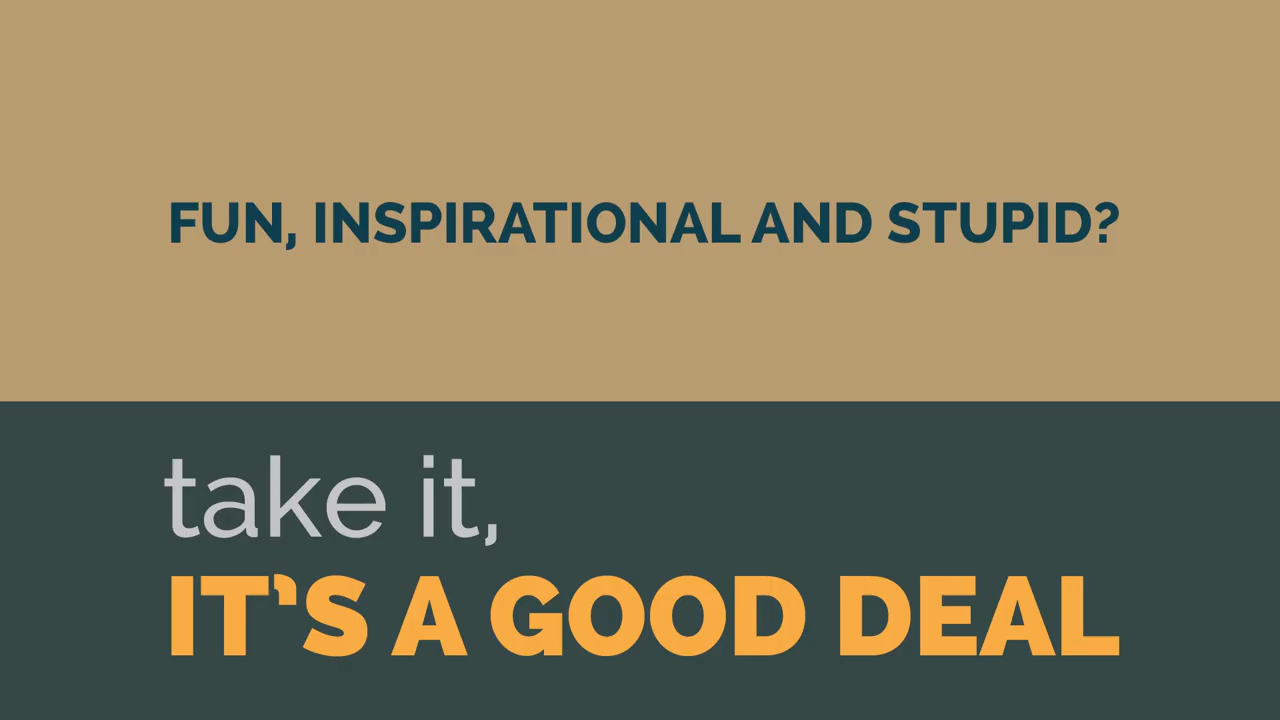 FUN, INSPIRATIONAL AND STUPID?
take it,
IT’S A GOOD DEAL